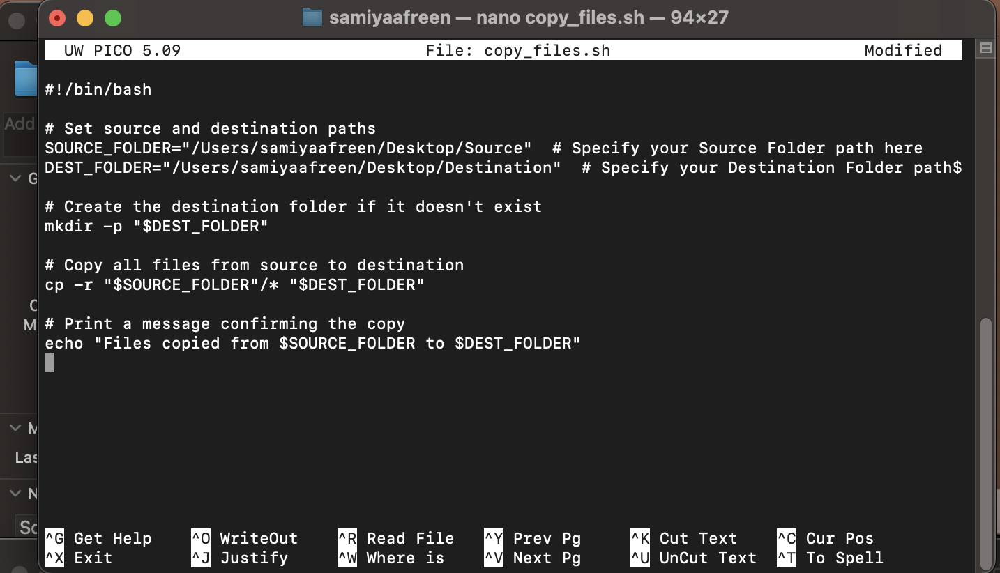 samiyaafreen — nano copy_files.sh — 94×27
UW PICO 5.09 File: copy_files.sh Modified
#!/bin/bash
# Set source and destination paths
SOURCE_FOLDER="/Users/samiyaafreen/Desktop/Source"  # Specify your Source Folder path here
DEST_FOLDER="/Users/samiyaafreen/Desktop/Destination"  # Specify your Destination Folder path$
# Create the destination folder if it doesn't exist
mkdir -p "$DEST_FOLDER"
# Copy all files from source to destination
cp -r "$SOURCE_FOLDER"/* "$DEST_FOLDER"
# Print a message confirming the copy
echo "Files copied from $SOURCE_FOLDER to $DEST_FOLDER"
^G Get Help ^O WriteOut ^R Read File ^Y Prev Pg ^K Cut Text ^C Cur Pos
^X Exit ^J Justify ^W Where is ^V Next Pg ^U UnCut Text ^T To Spell
Add